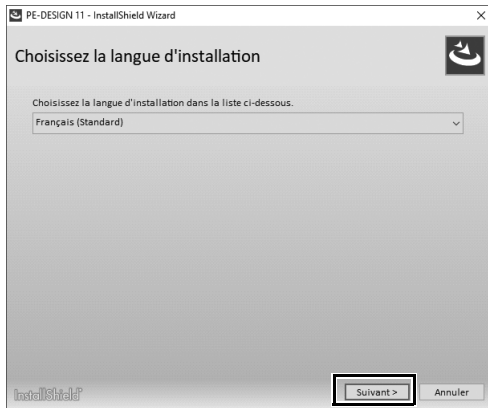 PE-DESIGN 11 - InstallShield Wizard
Choisissez la langue d'installation
Choisissez la langue d'installation dans la liste ci-dessous.
Français (Standard)
InstallShield
Suivant >
Annuler